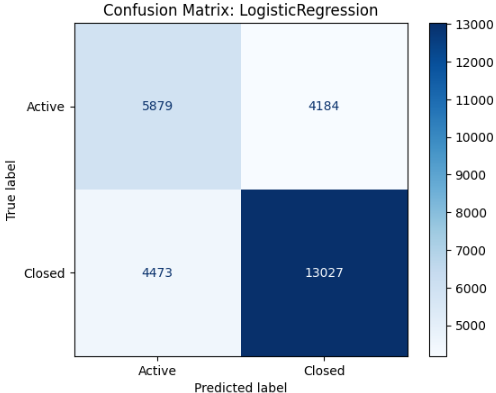 Confusion Matrix: LogisticRegression
True label
Active
5879
4184
Closed
4473
13027
Active
Closed
Predicted label
13000
12000
11000
10000
9000
8000
7000
6000
5000